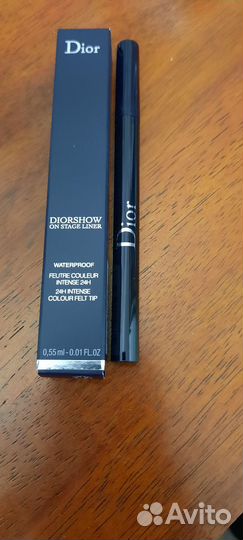 Dior
DIORSHOW
ON STAGE LINER
WATERPROOF
FEUTRE COULEUR
INTENSE 24H
24H INTENSE
COLOUR FELT TIP
0,55 ml - 0.01 FL.OZ
Dior
Avito